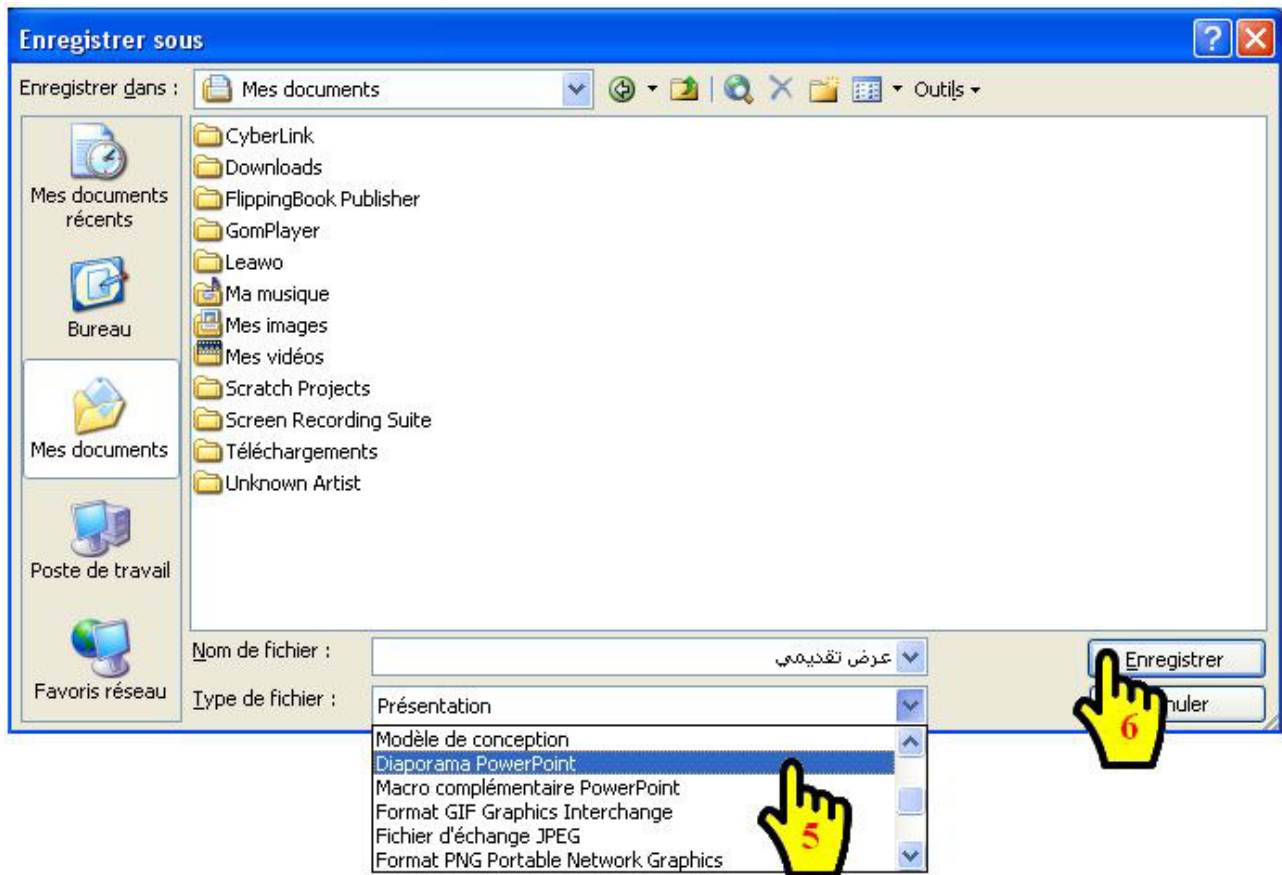 Enregistrer sous
Enregistrer dans :
Mes documents
Outils
Mes documents récents
Bureau
Mes documents
Poste de travail
Favoris réseau
CyberLink
Downloads
FlippingBook Publisher
GomPlayer
Leawo
Ma musique
Mes images
Mes vidéos
Scratch Projects
Screen Recording Suite
Téléchargements
Unknown Artist
Nom de fichier :
عرض تقديمي
Enregistrer
Type de fichier :
Présentation
nuler
6
Modèle de conception
Diaporama PowerPoint
Macro complémentaire PowerPoint
Format GIF Graphics Interchange
Fichier d'échange JPEG
Format PNG Portable Network Graphics
5